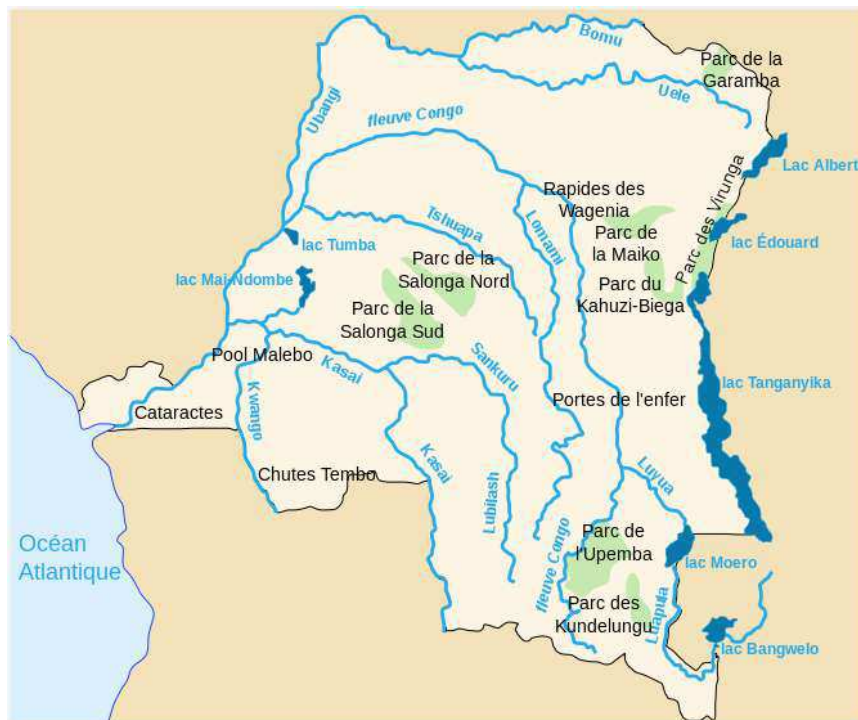 Bomu
Parc de la
Garamba
Uele
Ubangi
fleuve Congo
Lac Albert
Rapides des
Wagenia
Parc des Virunga
Tshuapa
Lomami
Parc de
la Maiko
lac Édouard
lac Tumba
Parc de la
Salonga Nord
lac Mai-Ndombe
Parc du
Kahuzi-Biega
Parc de la
Salonga Sud
Pool Malebo
Kasai
Sankuru
lac Tanganyika
Cataractes
Kwango
Portes de l'enfer
Kasai
Chutes Tembo
Lubilash
Luvua
Océan
Atlantique
fleuve Congo
Parc de
l'Upemba
lac Moero
Parc des
Kundelungu
Luapula
lac Bangwelo